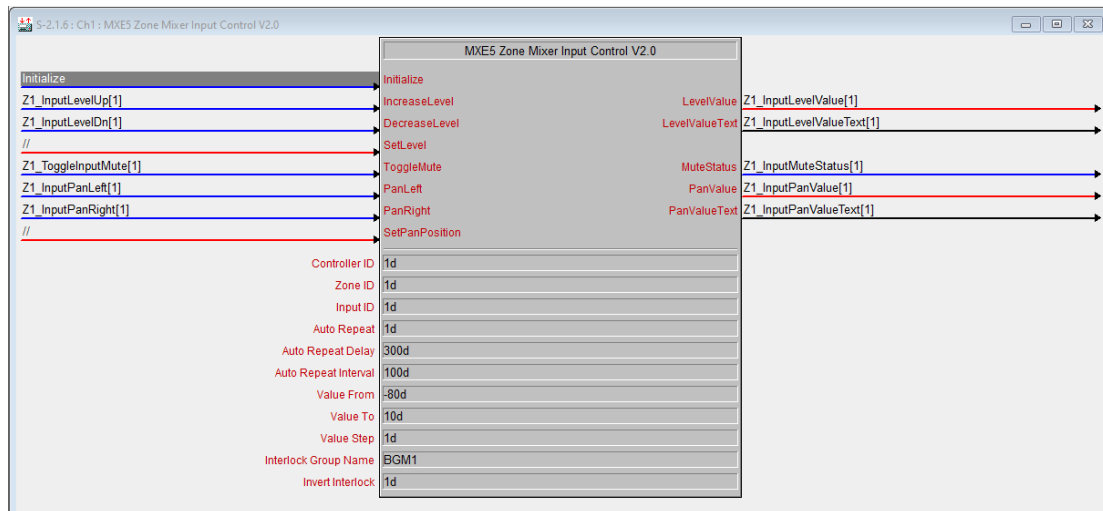 S-2.1.6 : Ch1 : MXE5 Zone Mixer Input Control V2.0
MXE5 Zone Mixer Input Control V2.0
Initialize Initialize
Z1_InputLevelUp[1] IncreaseLevel LevelValue Z1_InputLevelValue[1]
Z1_InputLevelDn[1] DecreaseLevel LevelValueText Z1_InputLevelValueText[1]
// SetLevel
Z1_ToggleInputMute[1] ToggleMute MuteStatus Z1_InputMuteStatus[1]
Z1_InputPanLeft[1] PanLeft PanValue Z1_InputPanValue[1]
Z1_InputPanRight[1] PanRight PanValueText Z1_InputPanValueText[1]
// SetPanPosition
Controller ID 1d
Zone ID 1d
Input ID 1d
Auto Repeat 1d
Auto Repeat Delay 300d
Auto Repeat Interval 100d
Value From -80d
Value To 10d
Value Step 1d
Interlock Group Name BGM1
Invert Interlock 1d